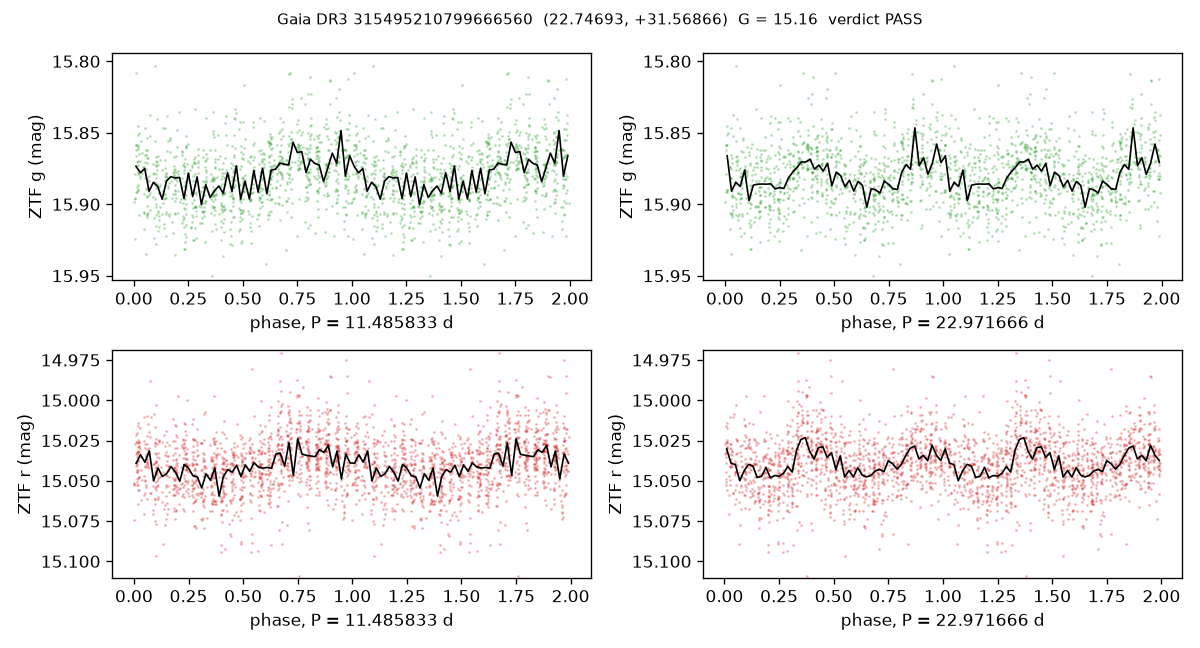 Gaia DR3 315495210799666560  (22.74693, +31.56866)  G = 15.16  verdict PASS
ZTF g (mag)
15.80
15.85
15.90
15.95
0.00 0.25 0.50 0.75 1.00 1.25 1.50 1.75 2.00
phase, P = 11.485833 d
ZTF g (mag)
15.80
15.85
15.90
15.95
0.00 0.25 0.50 0.75 1.00 1.25 1.50 1.75 2.00
phase, P = 22.971666 d
ZTF r (mag)
14.975
15.000
15.025
15.050
15.075
15.100
0.00 0.25 0.50 0.75 1.00 1.25 1.50 1.75 2.00
phase, P = 11.485833 d
ZTF r (mag)
14.975
15.000
15.025
15.050
15.075
15.100
0.00 0.25 0.50 0.75 1.00 1.25 1.50 1.75 2.00
phase, P = 22.971666 d